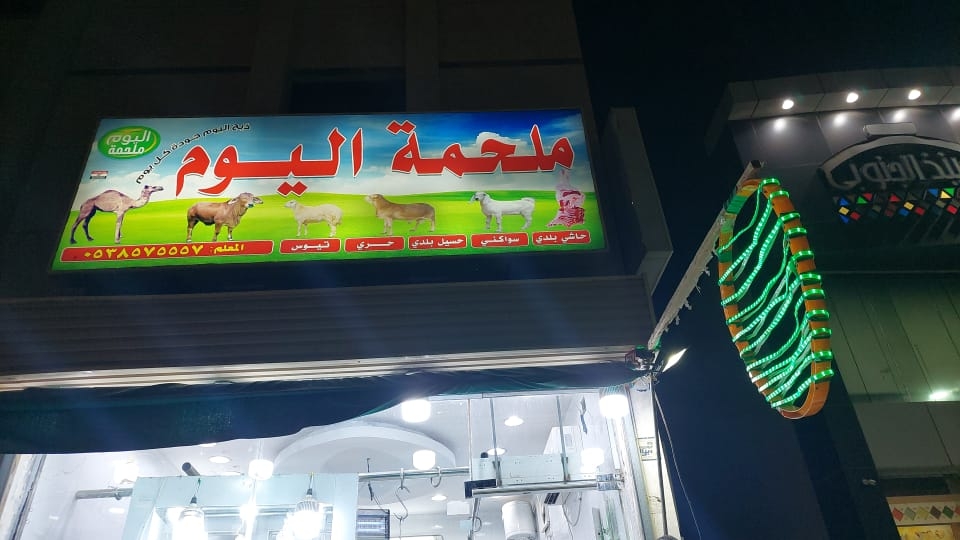 اليوم
ملحمة
ذبح اليوم جودة كل يوم
ملحمة اليوم
حاشي بلدي
سواكني
حسيل بلدي
حري
تيوس
المعلم: ٠٥٣٨٥٧٥٥٥٧